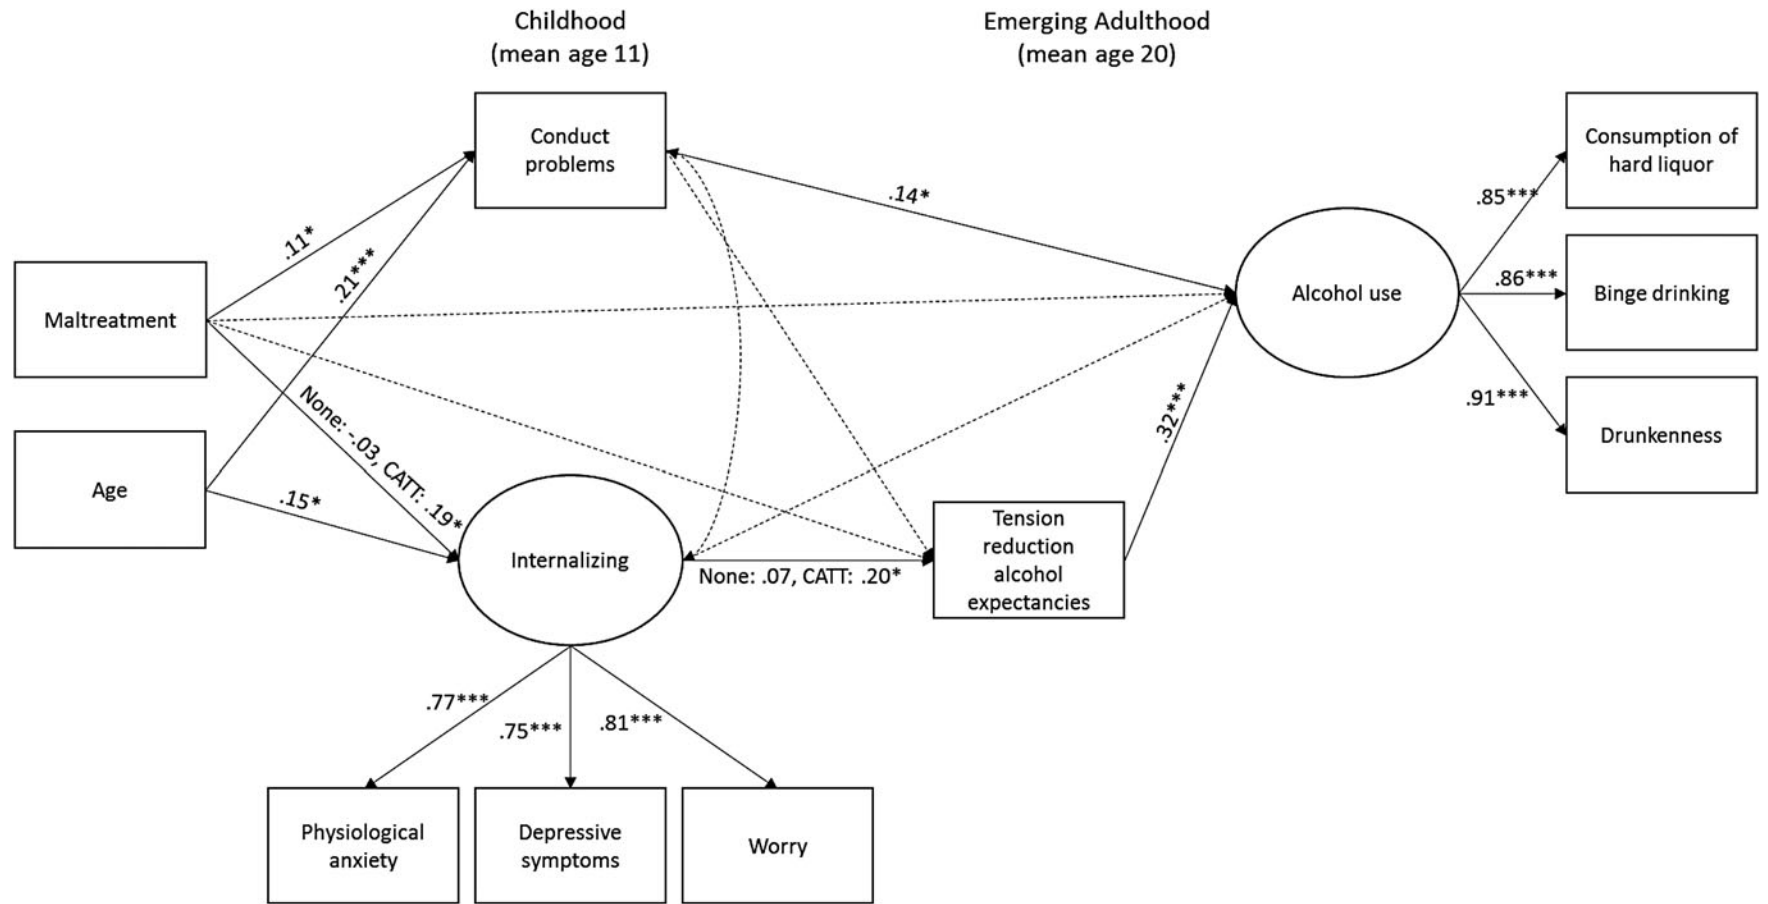 Childhood
(mean age 11)
Emerging Adulthood
(mean age 20)
Conduct
problems
Consumption of
hard liquor
.85***
.14*
.11*
.21***
Maltreatment
Alcohol use
.86***
Binge drinking
.91***
Drunkenness
None: -.03, CATT: .19*
.32***
Age
.15*
Internalizing
None: .07, CATT: .20*
Tension
reduction
alcohol
expectancies
.77***
.75***
.81***
Physiological
anxiety
Depressive
symptoms
Worry